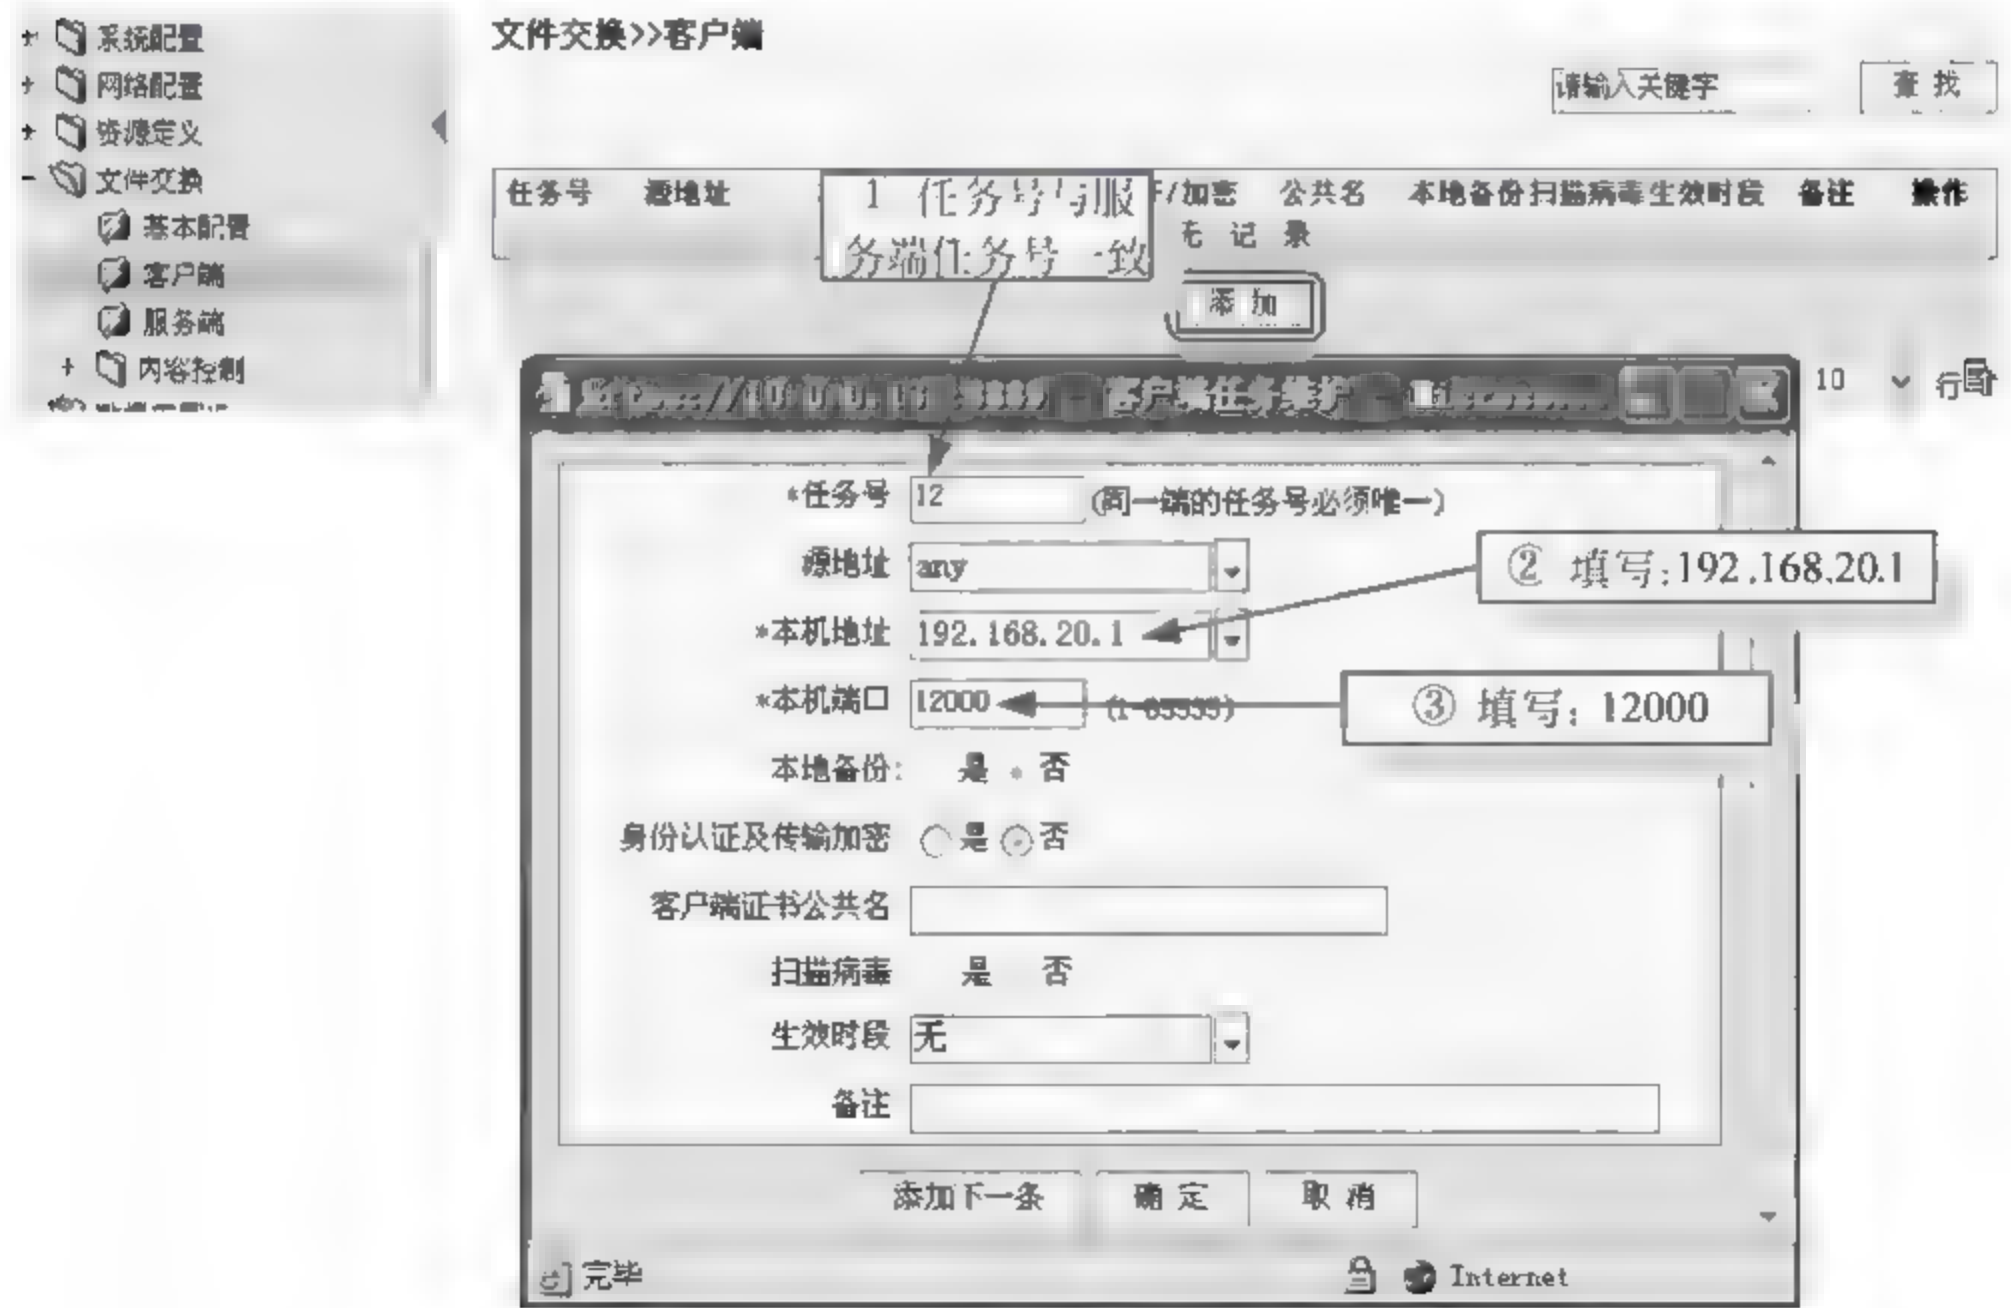 系统配置
网络配置
资源定义
文件交换
基本配置
客户端
服务端
内容控制
文件交换>>客户端
请输入关键字
查 找
任务号 源地址 /加密 公共名 本地备份 扫描病毒 生效时段 备注 操作
无 记 录
1 任务号与服
务端任务号一致
添 加
10 行
客户端任务维护
*任务号 12 (同一端的任务号必须唯一)
源地址 any
② 填写:192.168.20.1
*本机地址 192.168.20.1
*本机端口 12000 (1-65535)
③ 填写: 12000
本地备份: 是 否
身份认证及传输加密 是 否
客户端证书公共名
扫描病毒 是 否
生效时段 无
备注
添加下一条 确 定 取 消
完毕 Internet